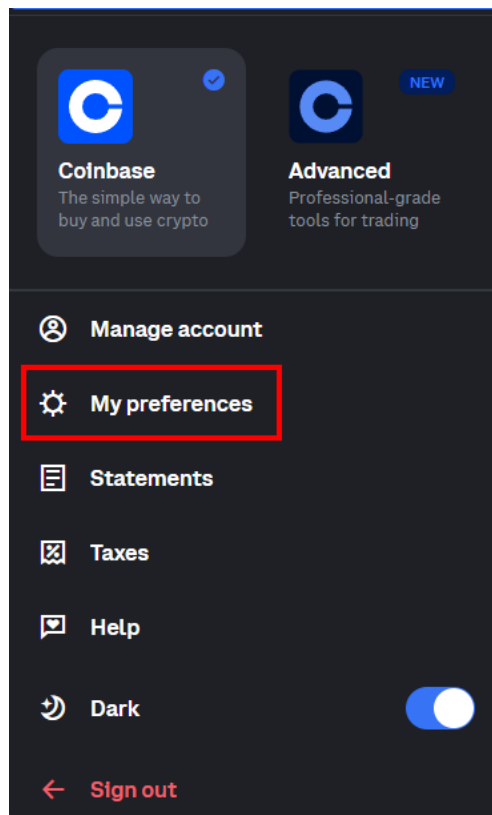 NEW
Coinbase
The simple way to
buy and use crypto
Advanced
Professional-grade
tools for trading
Manage account
My preferences
Statements
Taxes
Help
Dark
Sign out